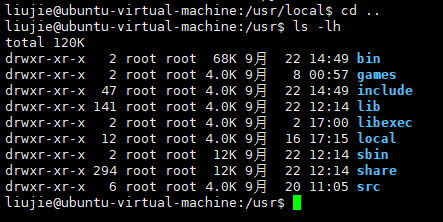 liujie@ubuntu-virtual-machine:/usr/local$ cd ..
liujie@ubuntu-virtual-machine:/usr$ ls -lh
total 120K
drwxr-xr-x   2 root root  68K 9月  22 14:49 bin
drwxr-xr-x   2 root root 4.0K 9月   8 00:57 games
drwxr-xr-x  47 root root 4.0K 9月  22 14:49 include
drwxr-xr-x 141 root root 4.0K 9月  22 12:14 lib
drwxr-xr-x   2 root root 4.0K 9月   2 17:00 libexec
drwxr-xr-x  12 root root 4.0K 9月  16 17:15 local
drwxr-xr-x   2 root root  12K 9月  22 12:14 sbin
drwxr-xr-x 294 root root  12K 9月  22 12:14 share
drwxr-xr-x   6 root root 4.0K 9月  20 11:05 src
liujie@ubuntu-virtual-machine:/usr$